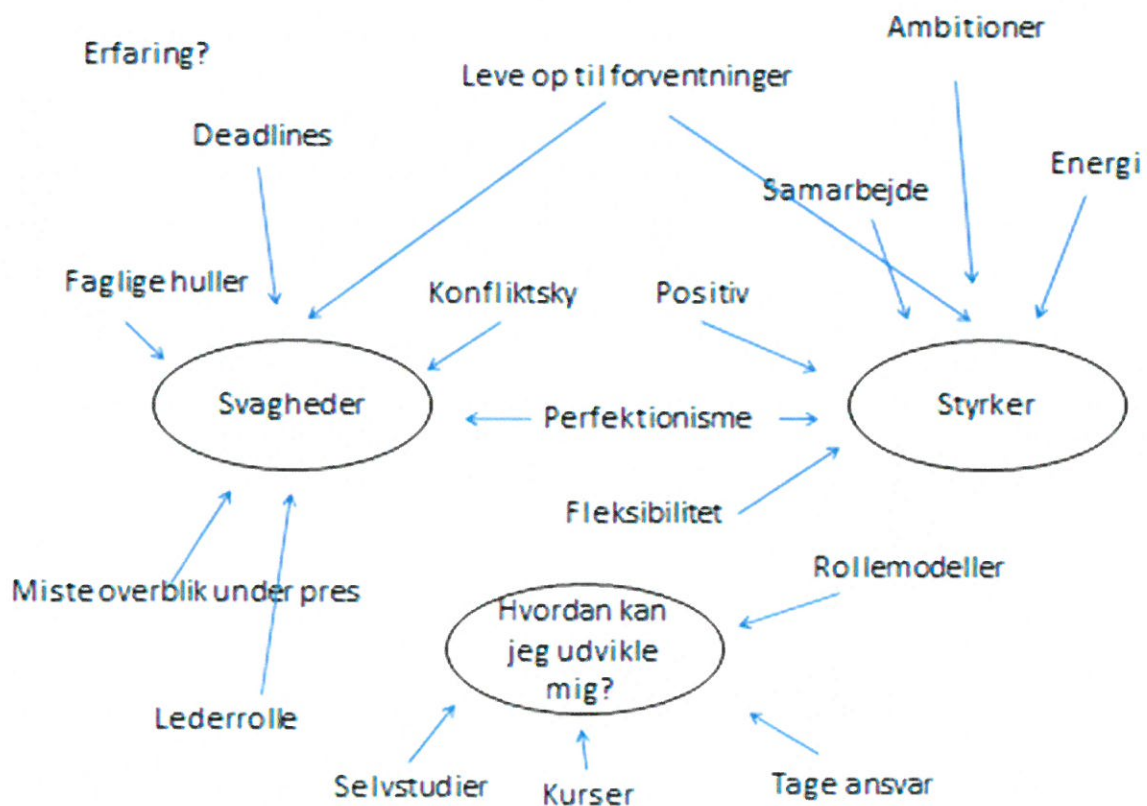 Ambitioner
Erfaring?
Leve op til forventninger
Deadlines
Energi
Samarbejde
Faglige huller
Konfliktsky
Positiv
Svagheder
Perfektionisme
Styrker
Fleksibilitet
Miste overblik under pres
Rollemodeller
Hvordan kan
jeg udvikle
mig?
Lederrolle
Selvstudier
Kurser
Tage ansvar